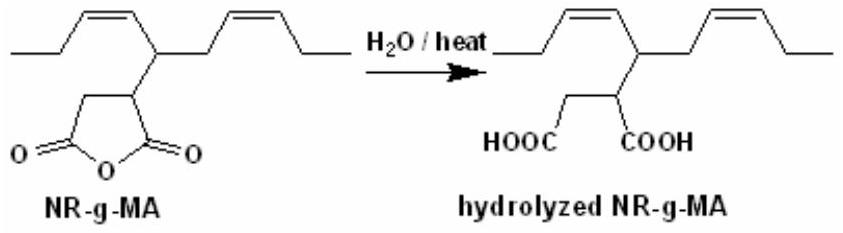 H₂O / heat
HOOC
COOH
O
O
O
NR-g-MA
hydrolyzed NR-g-MA